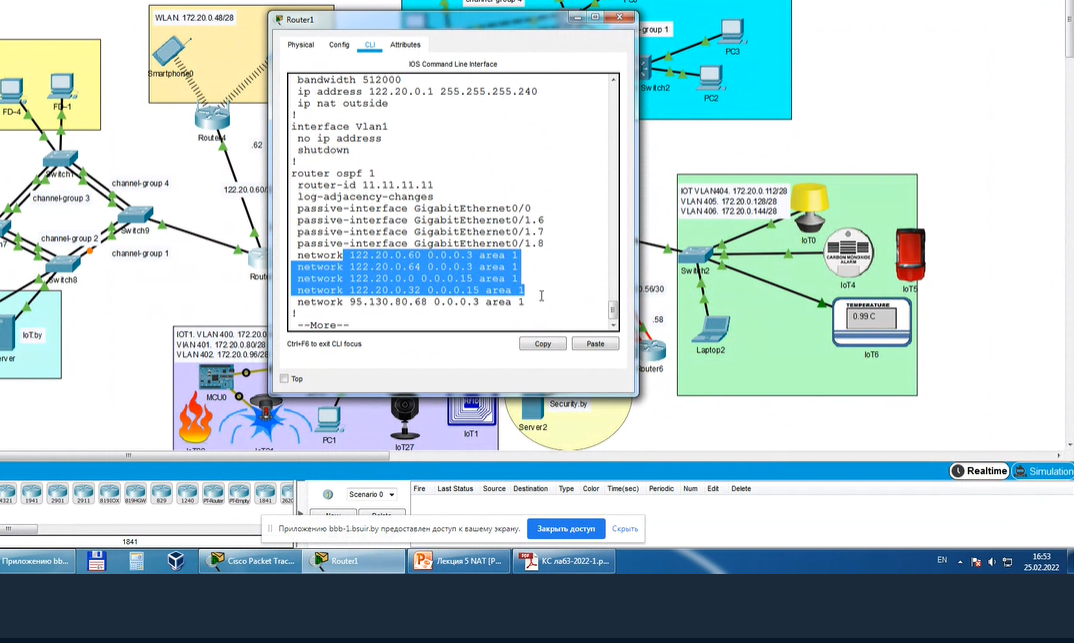 WLAN. 172.20.0.48/28
Smartphone0
FD-4
FD-1
Switch1
channel-group 4
channel-group 3
channel-group 2
channel-group 1
Switch9
Switch8
Router4
.62
122.20.0.60/
IoT.by
IOT1. VLAN 400. 172.20.0
VLAN 401. 172.20.0.80/28
VLAN 402. 172.20.0.96/28
MCU0
PC1
IoT27
IoT1
Server2
Security.by
Router1
Physical
Config
CLI
Attributes
IOS Command Line Interface
bandwidth 512000
ip address 122.20.0.1 255.255.255.240
ip nat outside
!
interface Vlan1
no ip address
shutdown
!
router ospf 1
router-id 11.11.11.11
log-adjacency-changes
passive-interface GigabitEthernet0/0
passive-interface GigabitEthernet0/1.6
passive-interface GigabitEthernet0/1.7
passive-interface GigabitEthernet0/1.8
network 122.20.0.60 0.0.0.3 area 1
network 122.20.0.64 0.0.0.3 area 1
network 122.20.0.0 0.0.0.15 area 1
network 122.20.0.32 0.0.0.15 area 1
network 95.130.80.68 0.0.0.3 area 1
!
--More--
Ctrl+F6 to exit CLI focus
Copy
Paste
Top
-group 1
PC3
Switch2
PC2
IOT VLAN404. 172.20.0.112/28
VLAN 405. 172.20.0.128/28
VLAN 406. 172.20.0.144/28
IoT0
CARBON MONOXIDE
ALARM
IoT4
IoT5
Switch2
0.56/30
.58
outer6
Laptop2
TEMPERATURE
0.99 C
IoT6
Realtime
Simulation
4321
1941
2901
2911
819IOX
819HGW
829
1240
PT-Router
PT-Empty
1841
2620
1841
Scenario 0
New
Delete
Fire
Last Status
Source
Destination
Type
Color
Time(sec)
Periodic
Num
Edit
Delete
Приложению bbb-1.bsuir.by предоставлен доступ к вашему экрану.
Закрыть доступ
Скрыть
Приложению bb...
Cisco Packet Trac...
Router1
Лекция 5 NAT [P...
КС лаб3-2022-1.p...
EN
16:53
25.02.2022